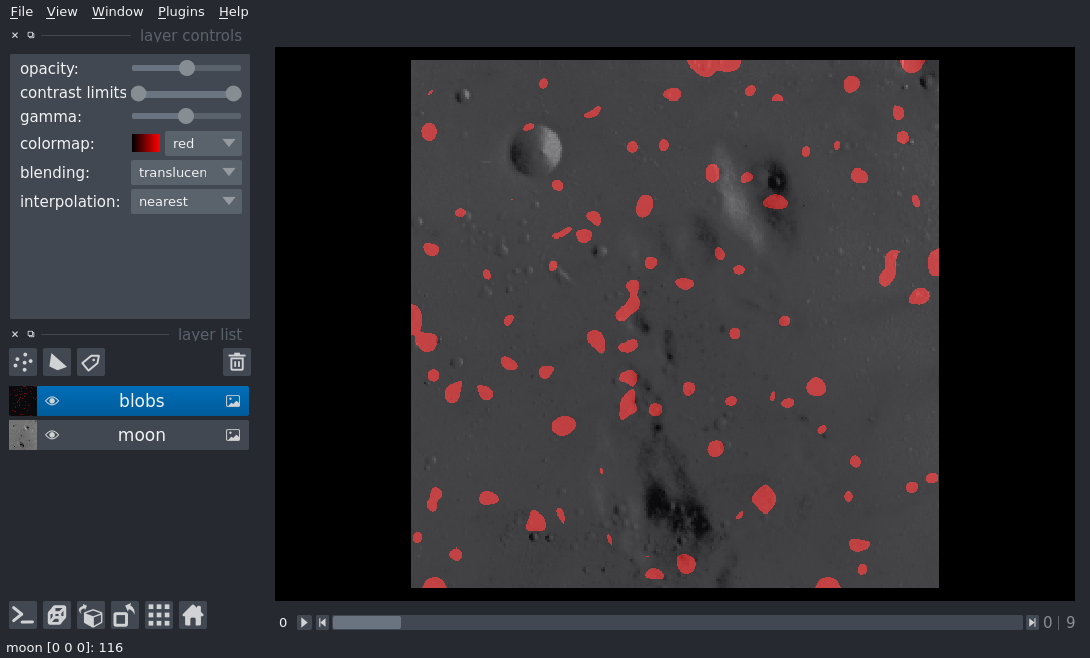 File View Window Plugins Help
layer controls
opacity:
contrast limits
gamma:
colormap: red
blending: translucen
interpolation: nearest
layer list
blobs
moon
0 0 | 9
moon [0 0 0]: 116